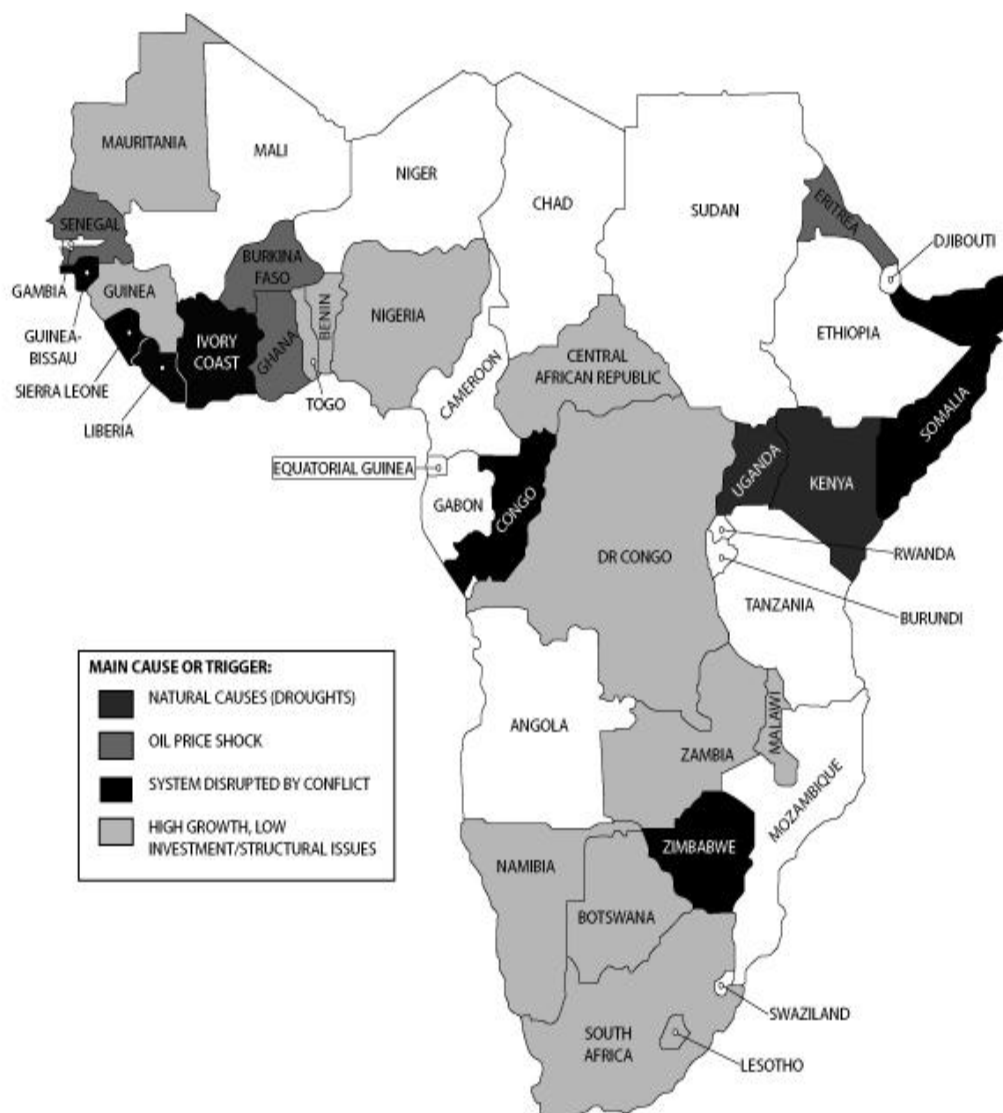 MAURITANIA
MALI
NIGER
CHAD
SUDAN
ERITREA
DJIBOUTI
SENEGAL
GAMBIA
GUINEA-
BISSAU
GUINEA
SIERRA LEONE
LIBERIA
IVORY
COAST
BURKINA
FASO
GHANA
TOGO
BENIN
NIGERIA
CAMEROON
CENTRAL
AFRICAN REPUBLIC
ETHIOPIA
SOMALIA
EQUATORIAL GUINEA
GABON
CONGO
DR CONGO
UGANDA
KENYA
RWANDA
BURUNDI
TANZANIA
ANGOLA
ZAMBIA
MALAWI
MOZAMBIQUE
ZIMBABWE
NAMIBIA
BOTSWANA
SWAZILAND
SOUTH
AFRICA
LESOTHO
MAIN CAUSE OR TRIGGER:
NATURAL CAUSES (DROUGHTS)
OIL PRICE SHOCK
SYSTEM DISRUPTED BY CONFLICT
HIGH GROWTH, LOW
INVESTMENT/STRUCTURAL ISSUES